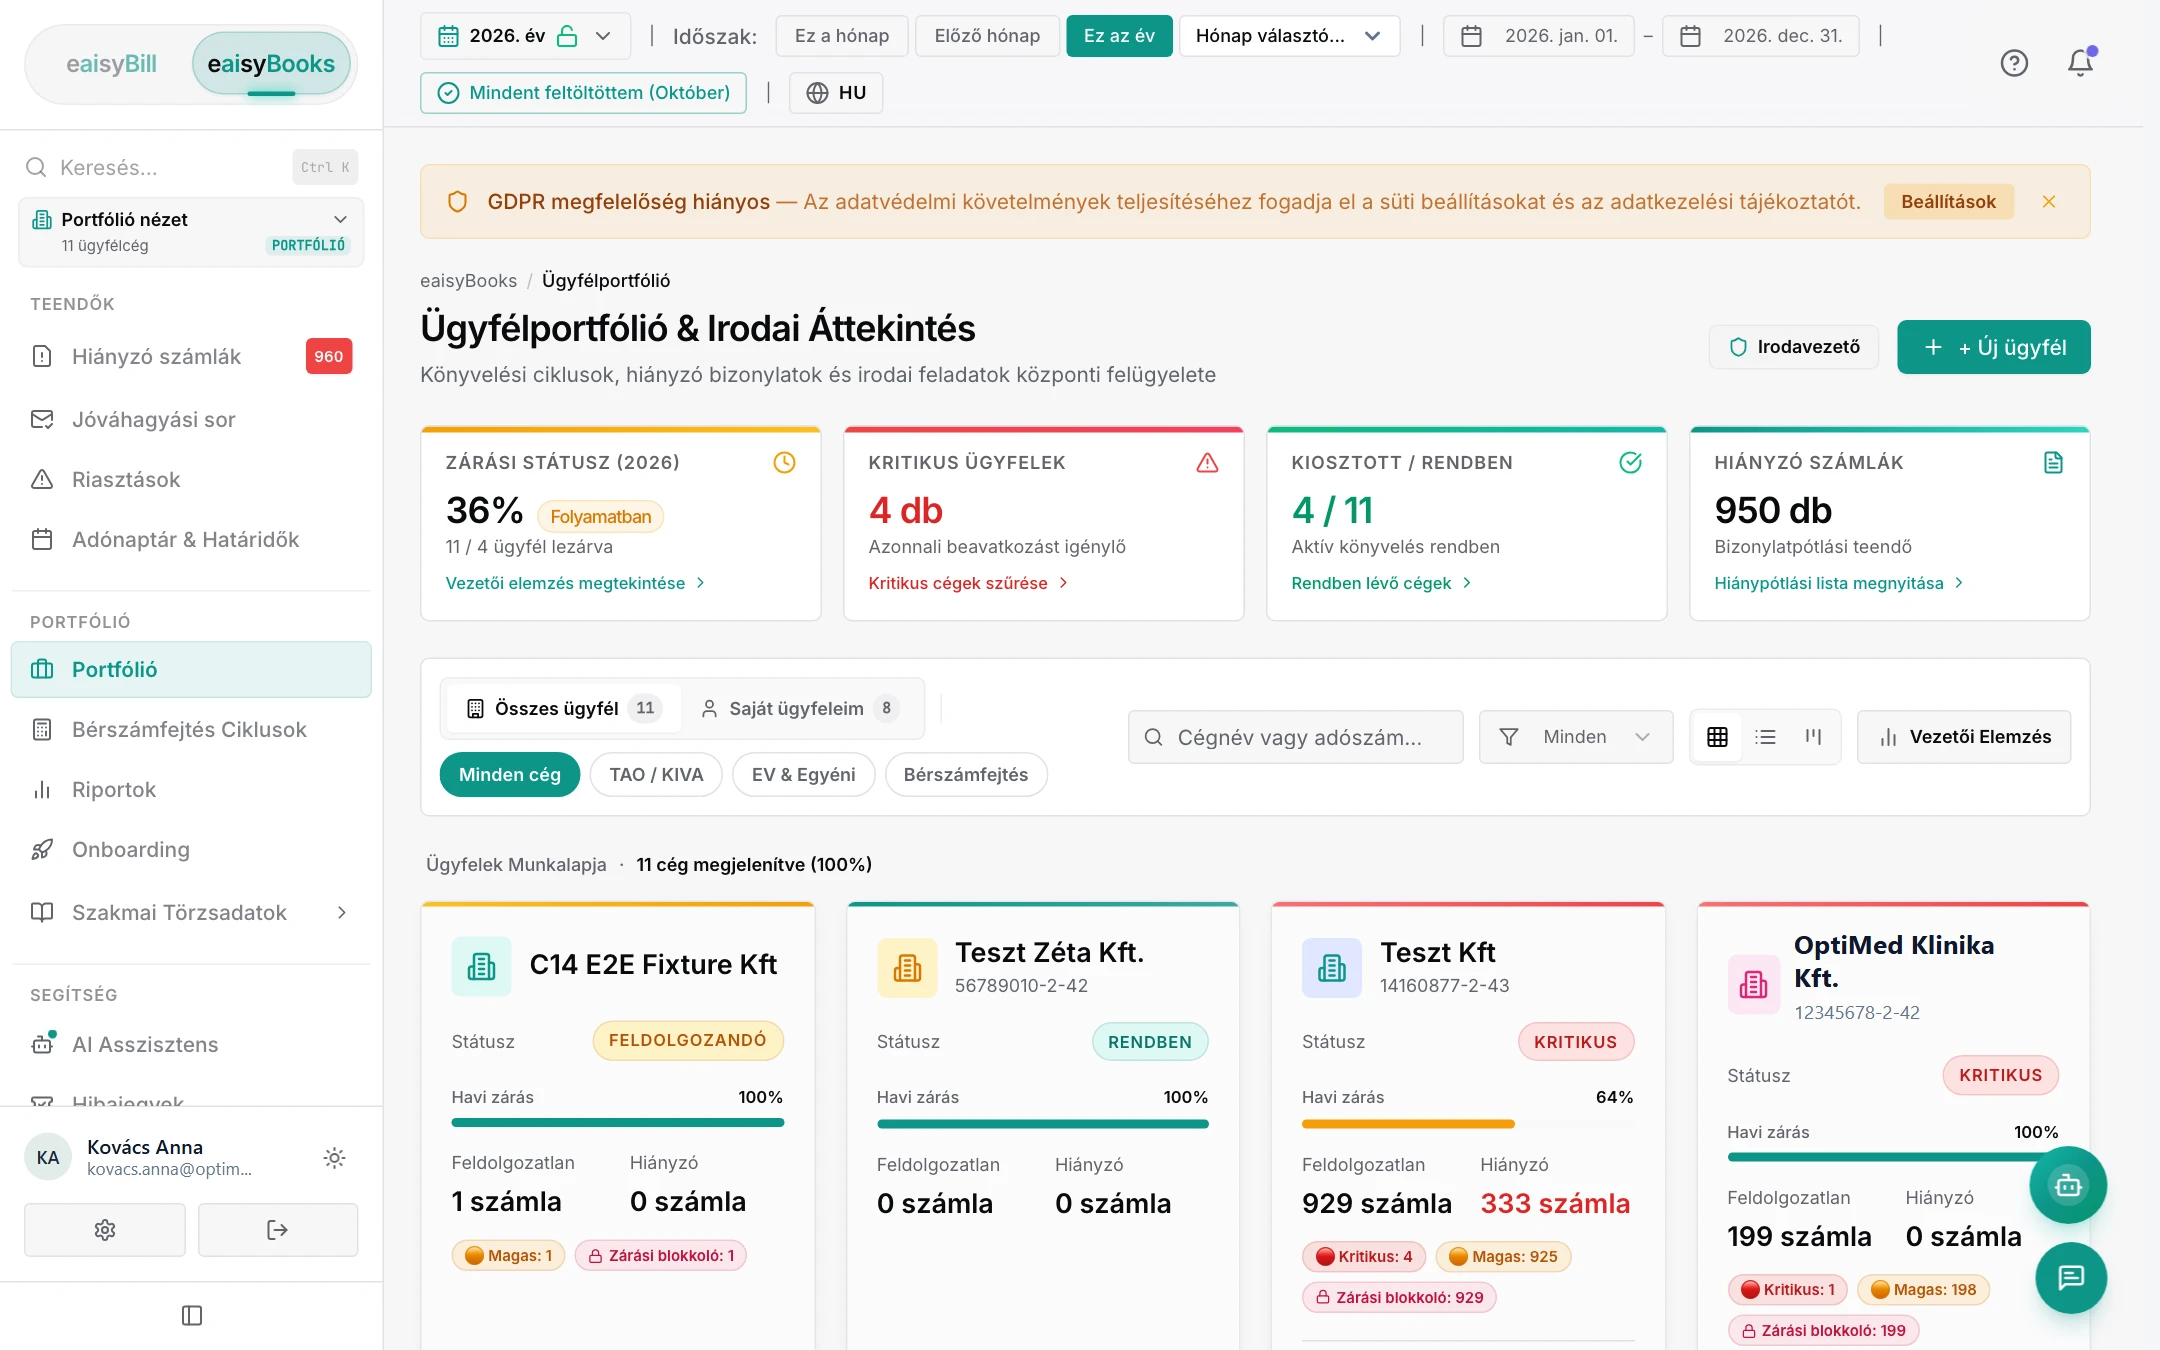 eaisyBill
eaisyBooks
Keresés...
Ctrl K
Portfólió nézet
11 ügyfélcég
PORTFÓLIÓ
TEENDŐK
Hiányzó számlák
960
Jóváhagyási sor
Riasztások
Adónaptár & Határidők
PORTFÓLIÓ
Portfólió
Bérszámfejtés Ciklusok
Riportok
Onboarding
Szakmai Törzsadatok
SEGÍTSÉG
AI Asszisztens
Hibajegyek
KA
Kovács Anna
kovacs.anna@optim...
2026. év
Időszak:
Ez a hónap
Előző hónap
Ez az év
Hónap választó...
2026. jan. 01.
–
2026. dec. 31.
Mindent feltöltöttem (Október)
HU
GDPR megfelelőség hiányos — Az adatvédelmi követelmények teljesítéséhez fogadja el a süti beállításokat és az adatkezelési tájékoztatót.
Beállítások
eaisyBooks / Ügyfélportfólió
Ügyfélportfólió & Irodai Áttekintés
Könyvelési ciklusok, hiányzó bizonylatok és irodai feladatok központi felügyelete
Irodavezető
+ Új ügyfél
ZÁRÁSI STÁTUSZ (2026)
36% Folyamatban
11 / 4 ügyfél lezárva
Vezetői elemzés megtekintése
KRITIKUS ÜGYFELEK
4 db
Azonnali beavatkozást igénylő
Kritikus cégek szűrése
KIOSZTOTT / RENDBEN
4 / 11
Aktív könyvelés rendben
Rendben lévő cégek
HIÁNYZÓ SZÁMLÁK
950 db
Bizonylatpótlási teendő
Hiánypótlási lista megnyitása
Összes ügyfél 11
Saját ügyfeleim 8
Minden cég
TAO / KIVA
EV & Egyéni
Bérszámfejtés
Cégnév vagy adószám...
Minden
Vezetői Elemzés
Ügyfelek Munkalapja · 11 cég megjelenítve (100%)
C14 E2E Fixture Kft
Státusz
FELDOLGOZANDÓ
Havi zárás
100%
Feldolgozatlan
Hiányzó
1 számla
0 számla
Magas: 1
Zárási blokkoló: 1
Teszt Zéta Kft.
56789010-2-42
Státusz
RENDBEN
Havi zárás
100%
Feldolgozatlan
Hiányzó
0 számla
0 számla
Teszt Kft
14160877-2-43
Státusz
KRITIKUS
Havi zárás
64%
Feldolgozatlan
Hiányzó
929 számla
333 számla
Kritikus: 4
Magas: 925
Zárási blokkoló: 929
OptiMed Klinika
Kft.
12345678-2-42
Státusz
KRITIKUS
Havi zárás
100%
Feldolgozatlan
Hiányzó
199 számla
0 számla
Kritikus: 1
Magas: 198
Zárási blokkoló: 199